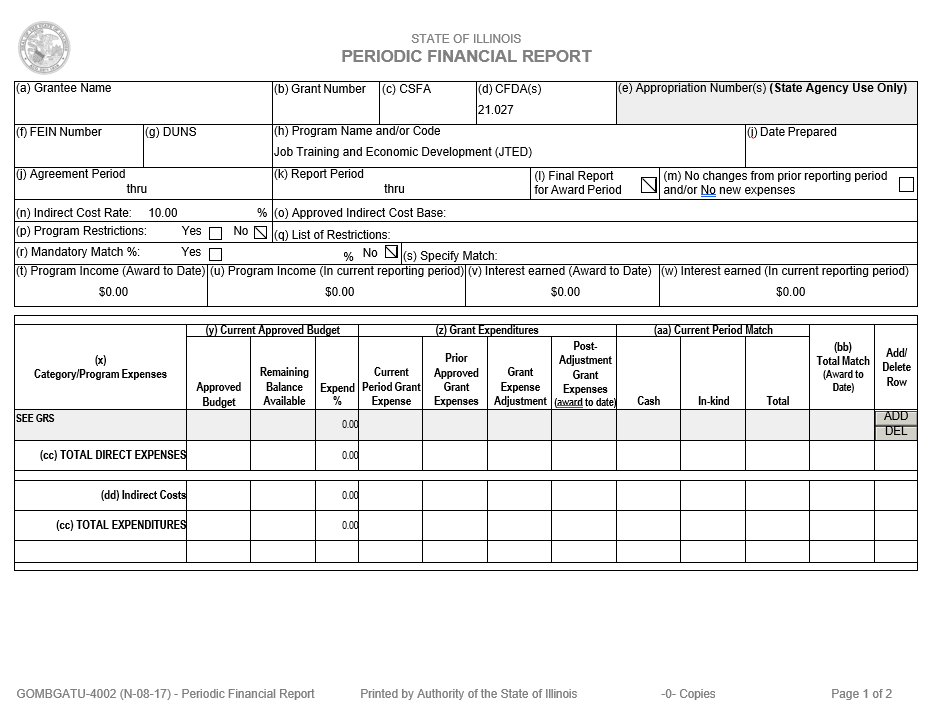 STATE OF ILLINOIS
PERIODIC FINANCIAL REPORT
(a) Grantee Name
(b) Grant Number
(c) CSFA
(d) CFDA(s)
21.027
(e) Appropriation Number(s) (State Agency Use Only)
(f) FEIN Number
(g) DUNS
(h) Program Name and/or Code
Job Training and Economic Development (JTED)
(i) Date Prepared
(j) Agreement Period
thru
(k) Report Period
thru
(l) Final Report
for Award Period
(m) No changes from prior reporting period
and/or No new expenses
(n) Indirect Cost Rate: 10.00 %
(o) Approved Indirect Cost Base:
(p) Program Restrictions: Yes No
(q) List of Restrictions:
(r) Mandatory Match %: Yes % No
(s) Specify Match:
(t) Program Income (Award to Date)
$0.00
(u) Program Income (In current reporting period)
$0.00
(v) Interest earned (Award to Date)
$0.00
(w) Interest earned (In current reporting period)
$0.00
(x)
Category/Program Expenses
(y) Current Approved Budget
Approved
Budget
Remaining
Balance
Available
Expend
%
(z) Grant Expenditures
Current
Period Grant
Expense
Prior
Approved
Grant
Expenses
Grant
Expense
Adjustment
Post-
Adjustment
Grant
Expenses
(award to date)
(aa) Current Period Match
Cash
In-kind
Total
(bb)
Total Match
(Award to
Date)
Add/
Delete
Row
SEE GRS 0.00
ADD
DEL
(cc) TOTAL DIRECT EXPENSES 0.00
(dd) Indirect Costs 0.00
(cc) TOTAL EXPENDITURES 0.00
GOMBGATU-4002 (N-08-17) - Periodic Financial Report Printed by Authority of the State of Illinois -0- Copies Page 1 of 2